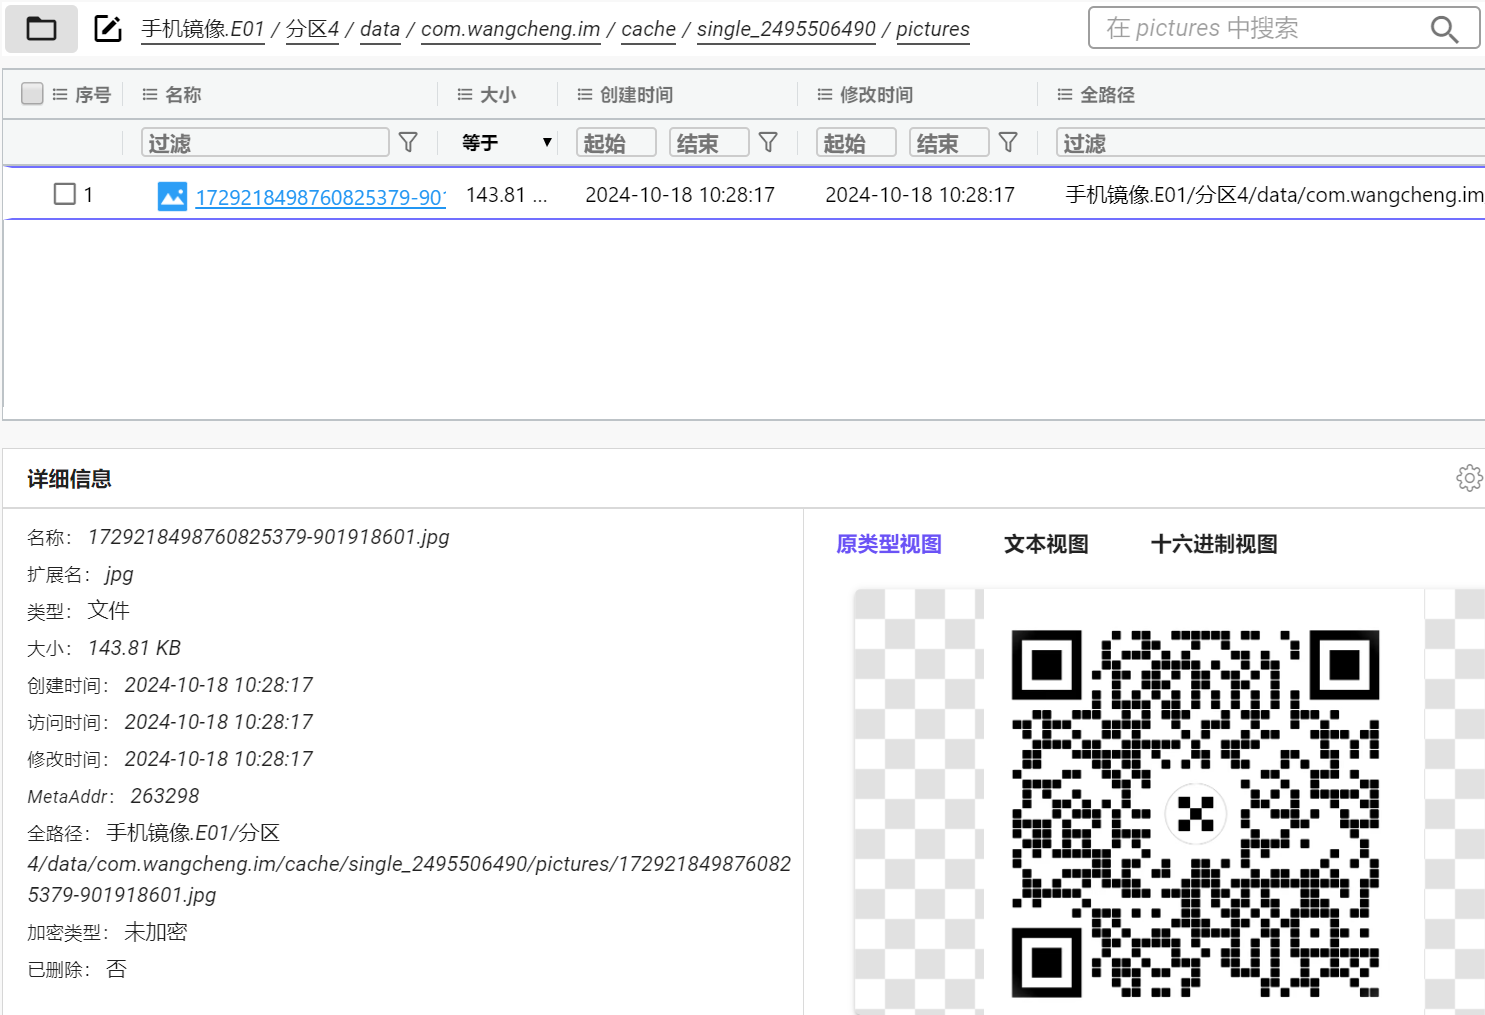 手机镜像.E01 / 分区4 / data / com.wangcheng.im / cache / single_2495506490 / pictures
在 pictures 中搜索
序号 名称 大小 创建时间 修改时间 全路径
过滤 等于 起始 结束 起始 结束 过滤
1 1729218498760825379-901 143.81 ... 2024-10-18 10:28:17 2024-10-18 10:28:17 手机镜像.E01/分区4/data/com.wangcheng.im
详细信息
名称： 1729218498760825379-901918601.jpg
扩展名： jpg
类型： 文件
大小： 143.81 KB
创建时间： 2024-10-18 10:28:17
访问时间： 2024-10-18 10:28:17
修改时间： 2024-10-18 10:28:17
MetaAddr： 263298
全路径： 手机镜像.E01/分区
4/data/com.wangcheng.im/cache/single_2495506490/pictures/172921849876082
5379-901918601.jpg
加密类型： 未加密
已删除： 否
原类型视图 文本视图 十六进制视图